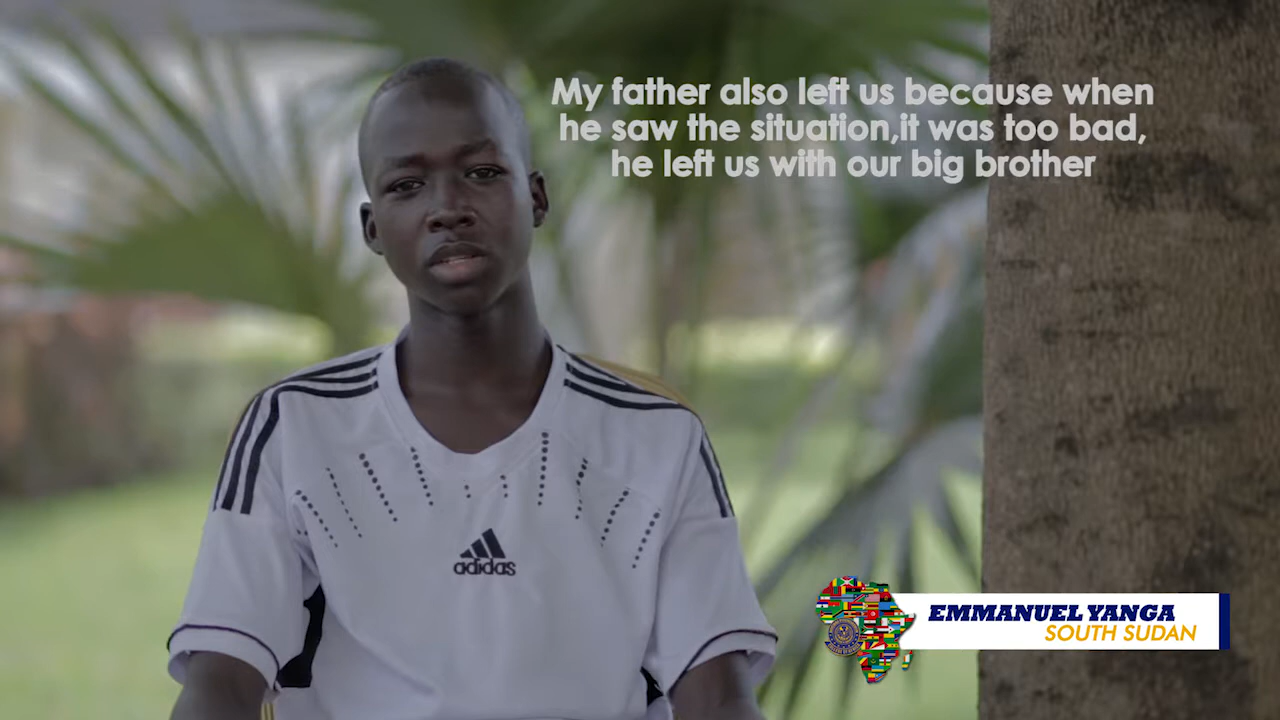 My father also left us because when
he saw the situation,it was too bad,
he left us with our big brother
adidas
EMMANUEL YANGA
SOUTH SUDAN